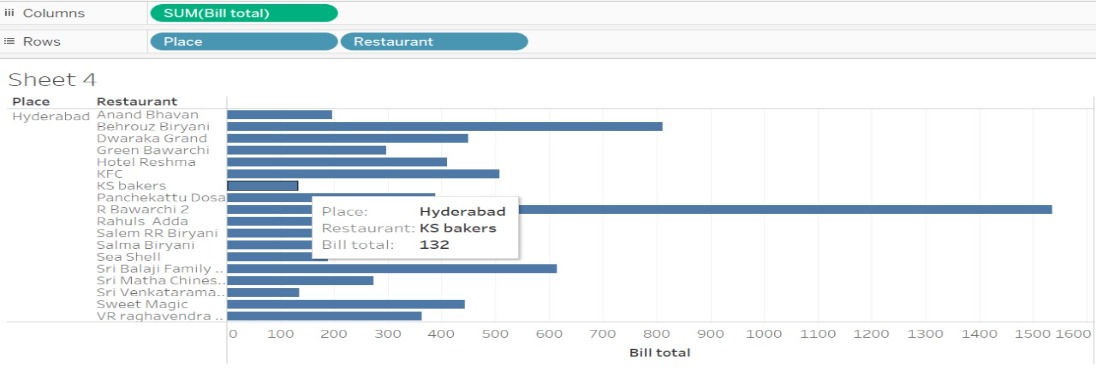 Columns SUM(Bill total)
Rows Place Restaurant
Sheet 4
Place Restaurant
Hyderabad Anand Bhavan
Behrouz Biryani
Dwaraka Grand
Green Bawarchi
Hotel Reshma
KFC
KS bakers
Panchekattu Dosa
R Bawarchi 2
Rahuls Adda
Salem RR Biryani
Salma Biryani
Sea Shell
Sri Balaji Family ..
Sri Matha Chines..
Sri Venkatarama..
Sweet Magic
VR raghavendra ..
Place: Hyderabad
Restaurant: KS bakers
Bill total: 132
0 100 200 300 400 500 600 700 800 900 1000 1100 1200 1300 1400 1500 1600
Bill total